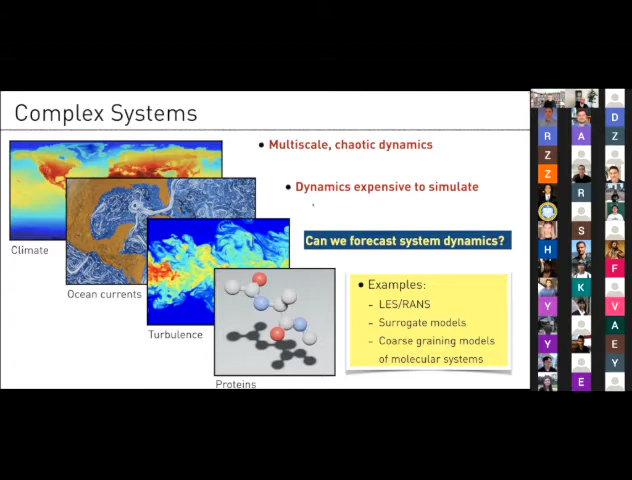 Complex Systems
• Multiscale, chaotic dynamics
• Dynamics expensive to simulate
Can we forecast system dynamics?
Climate
Ocean currents
Turbulence
Proteins
• Examples:
- LES/RANS
- Surrogate models
- Coarse graining models
of molecular systems
D
R
A
Z
Z
Z
R
S
H
F
K
Y
V
A
Y
E
Y
E